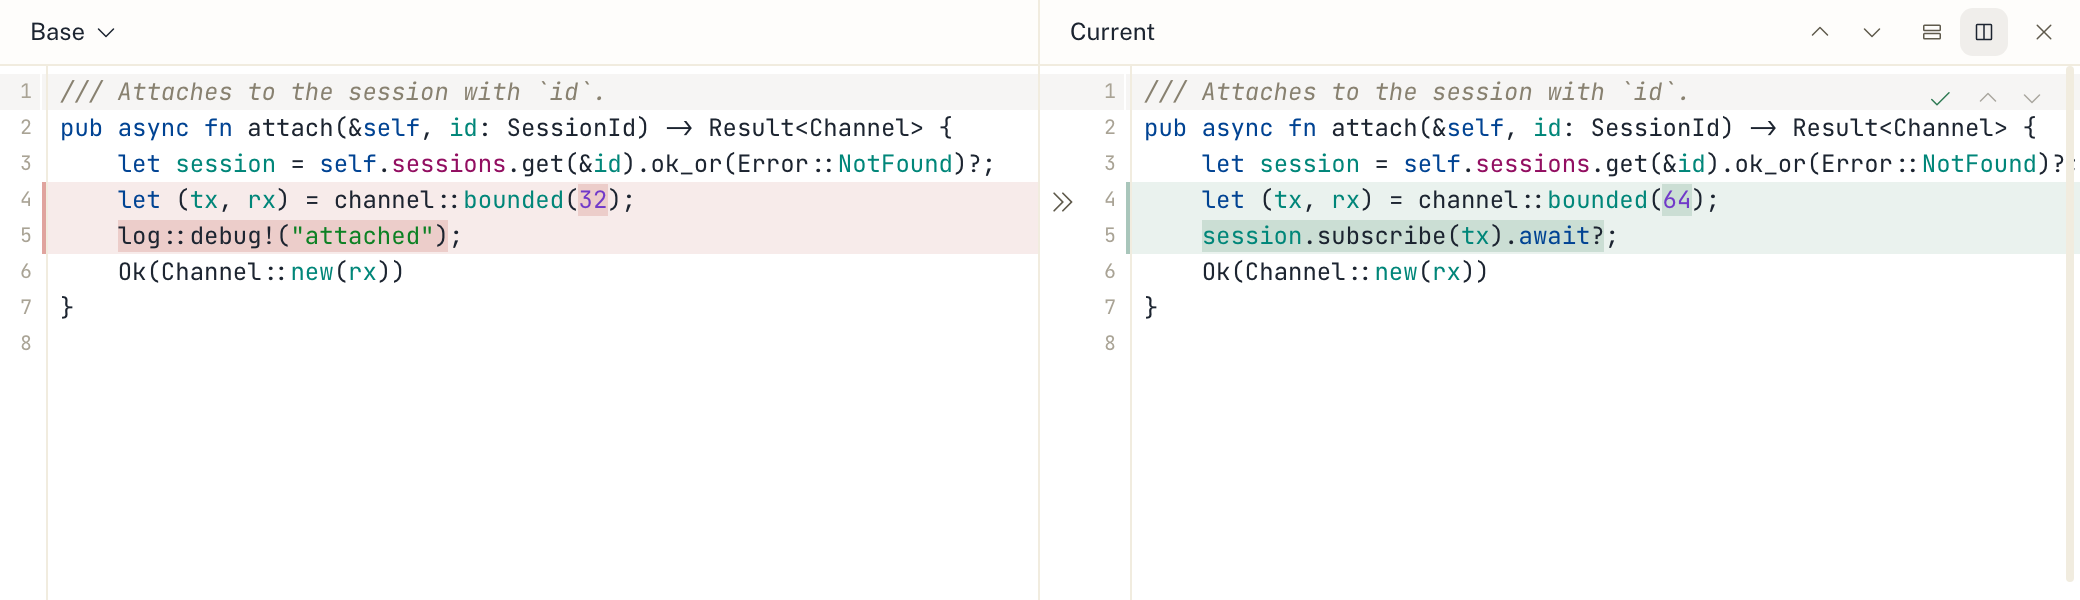 Base
1 /// Attaches to the session with `id`.
2 pub async fn attach(&self, id: SessionId) -> Result<Channel> {
3     let session = self.sessions.get(&id).ok_or(Error::NotFound)?;
4     let (tx, rx) = channel::bounded(32);
5     log::debug!("attached");
6     Ok(Channel::new(rx))
7 }
8
Current
1 /// Attaches to the session with `id`.
2 pub async fn attach(&self, id: SessionId) -> Result<Channel> {
3     let session = self.sessions.get(&id).ok_or(Error::NotFound)?;
4     let (tx, rx) = channel::bounded(64);
5     session.subscribe(tx).await?;
6     Ok(Channel::new(rx))
7 }
8